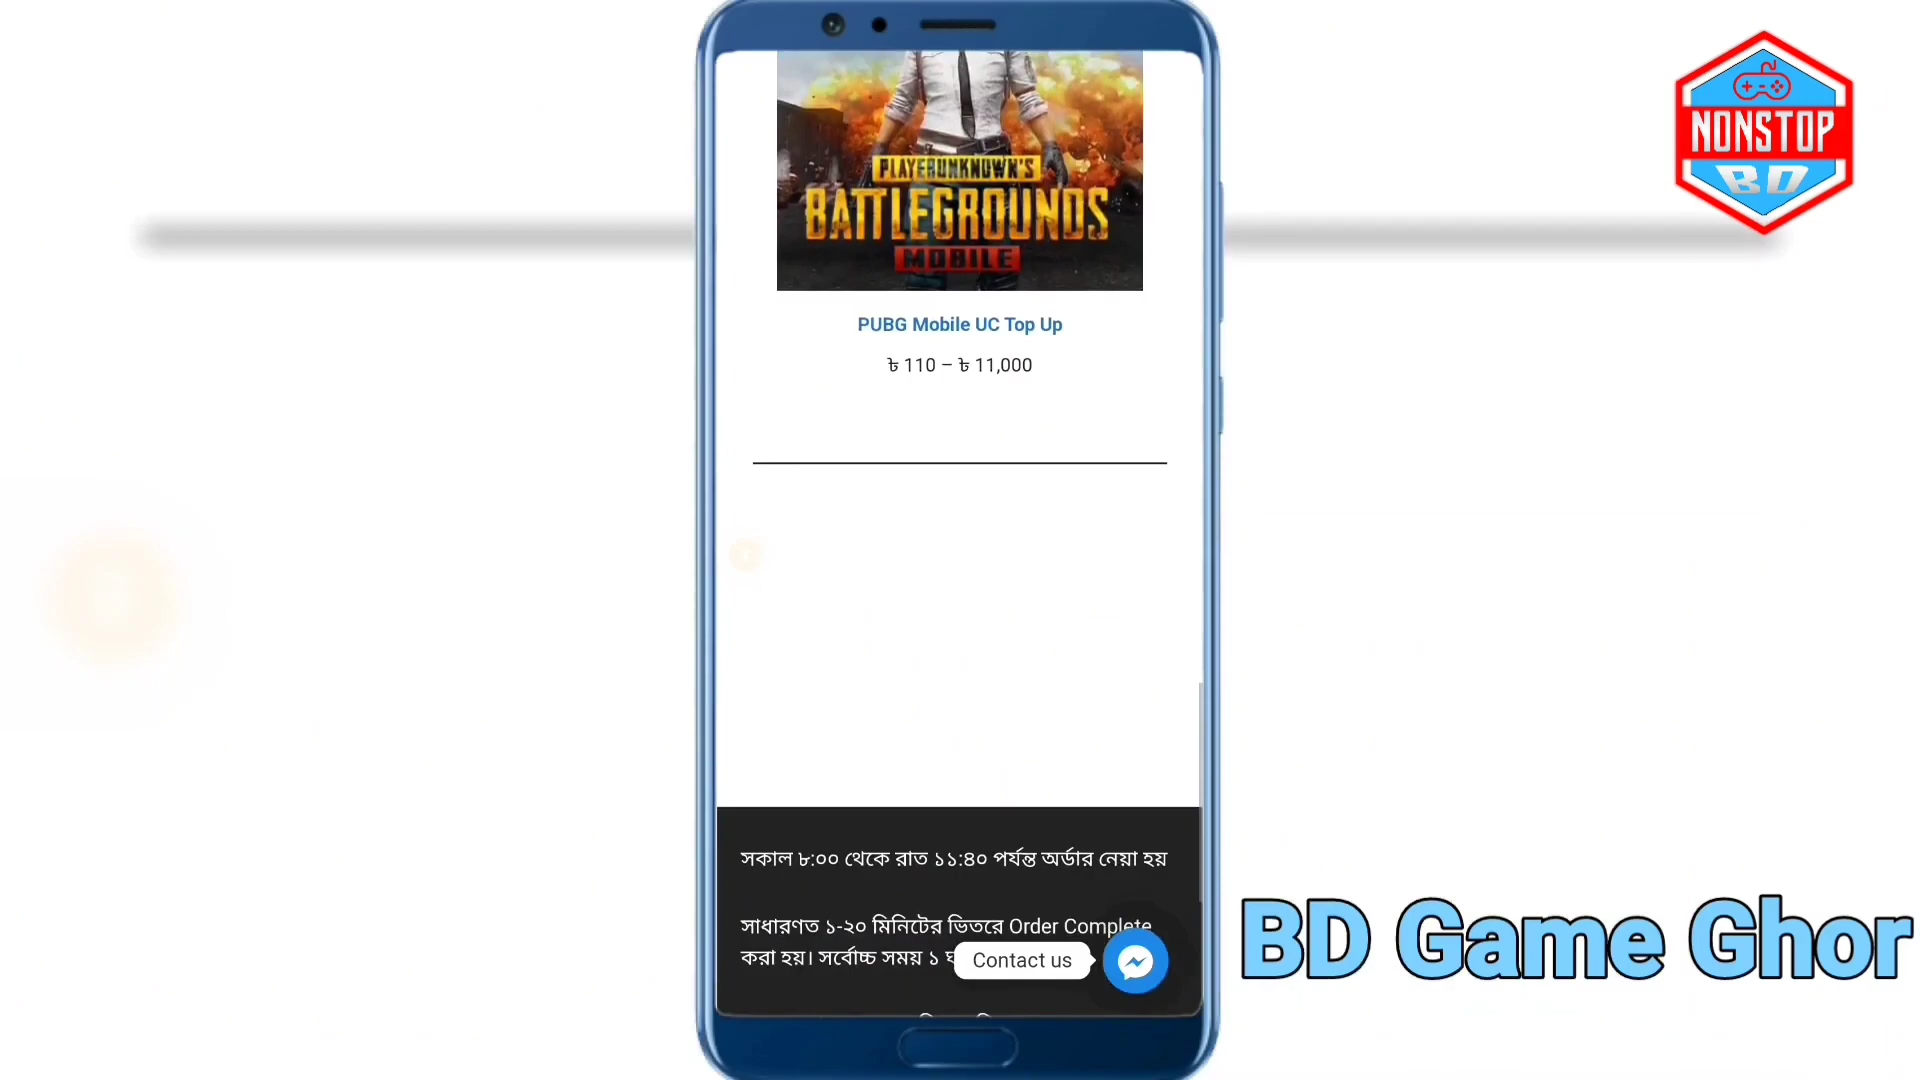 NONSTOP
BD
PLAYERUNKNOWN'S
BATTLEGROUNDS
MOBILE
PUBG Mobile UC Top Up
৳ 110 – ৳ 11,000
সকাল ৮:০০ থেকে রাত ১১:৪০ পর্যন্ত অর্ডার নেয়া হয়
সাধারণত ১-২০ মিনিটের ভিতরে Order Complete
করা হয়। সর্বোচ্চ সময় ১
Contact us
BD Game Ghor